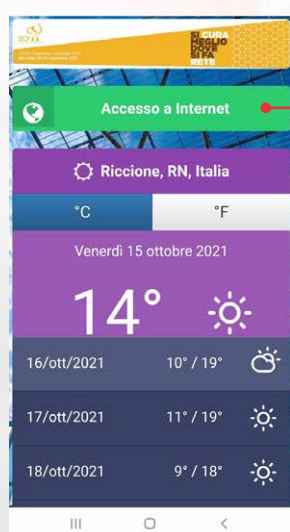 SI CURA
MEGLIO
DOVE
SI FA
RETE
Accesso a Internet
Riccione, RN, Italia
°C °F
Venerdì 15 ottobre 2021
14°
16/ott/2021 10° / 19°
17/ott/2021 11° / 19°
18/ott/2021 9° / 18°